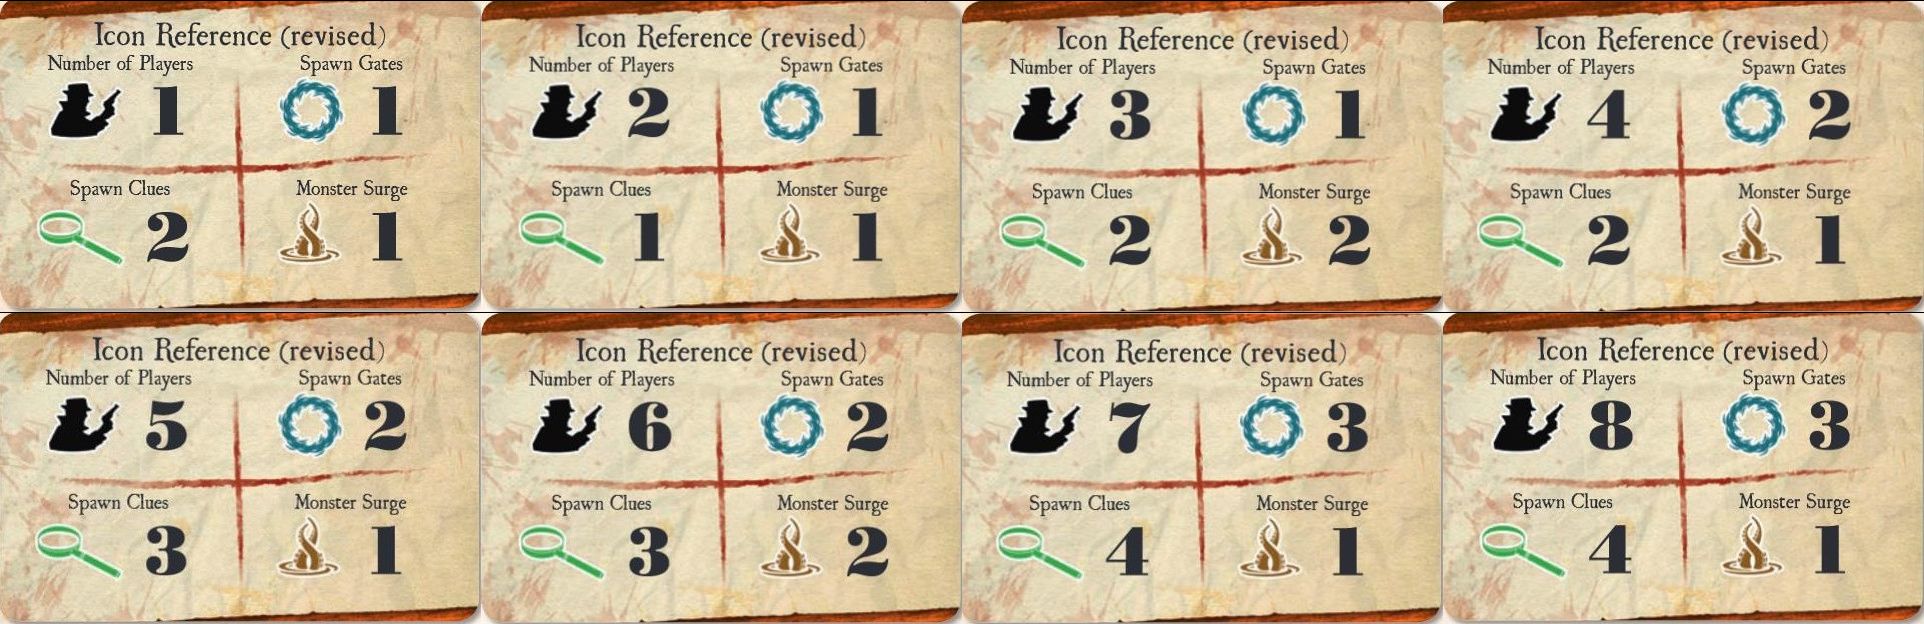 Icon Reference (revised)
Number of Players Spawn Gates
1 1
Spawn Clues Monster Surge
2 1
Icon Reference (revised)
Number of Players Spawn Gates
2 1
Spawn Clues Monster Surge
1 1
Icon Reference (revised)
Number of Players Spawn Gates
3 1
Spawn Clues Monster Surge
2 2
Icon Reference (revised)
Number of Players Spawn Gates
4 2
Spawn Clues Monster Surge
2 1
Icon Reference (revised)
Number of Players Spawn Gates
5 2
Spawn Clues Monster Surge
3 1
Icon Reference (revised)
Number of Players Spawn Gates
6 2
Spawn Clues Monster Surge
3 2
Icon Reference (revised)
Number of Players Spawn Gates
7 3
Spawn Clues Monster Surge
4 1
Icon Reference (revised)
Number of Players Spawn Gates
8 3
Spawn Clues Monster Surge
4 1